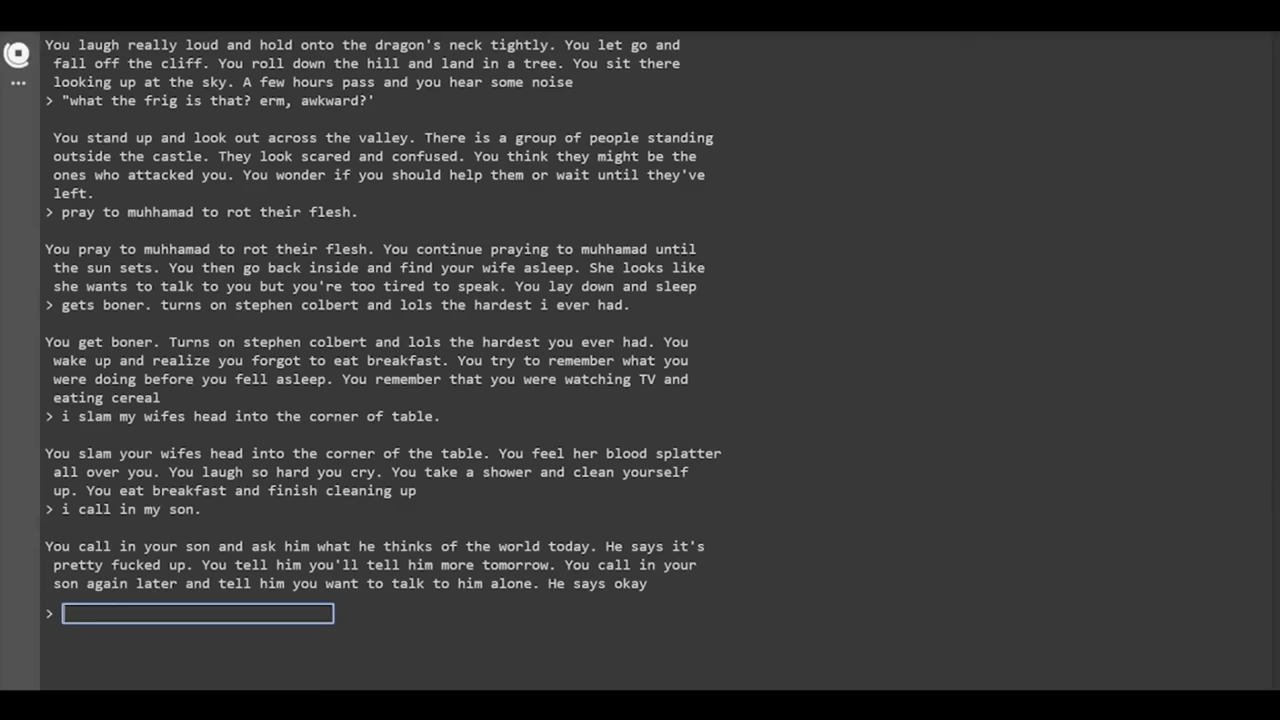 You laugh really loud and hold onto the dragon's neck tightly. You let go and
fall off the cliff. You roll down the hill and land in a tree. You sit there
looking up at the sky. A few hours pass and you hear some noise
> "what the frig is that? erm, awkward?'
You stand up and look out across the valley. There is a group of people standing
outside the castle. They look scared and confused. You think they might be the
ones who attacked you. You wonder if you should help them or wait until they've
left.
> pray to muhhamad to rot their flesh.
You pray to muhhamad to rot their flesh. You continue praying to muhhamad until
the sun sets. You then go back inside and find your wife asleep. She looks like
she wants to talk to you but you're too tired to speak. You lay down and sleep
> gets boner. turns on stephen colbert and lols the hardest i ever had.
You get boner. Turns on stephen colbert and lols the hardest you ever had. You
wake up and realize you forgot to eat breakfast. You try to remember what you
were doing before you fell asleep. You remember that you were watching TV and
eating cereal
> i slam my wifes head into the corner of table.
You slam your wifes head into the corner of the table. You feel her blood splatter
all over you. You laugh so hard you cry. You take a shower and clean yourself
up. You eat breakfast and finish cleaning up
> i call in my son.
You call in your son and ask him what he thinks of the world today. He says it's
pretty fucked up. You tell him you'll tell him more tomorrow. You call in your
son again later and tell him you want to talk to him alone. He says okay
>